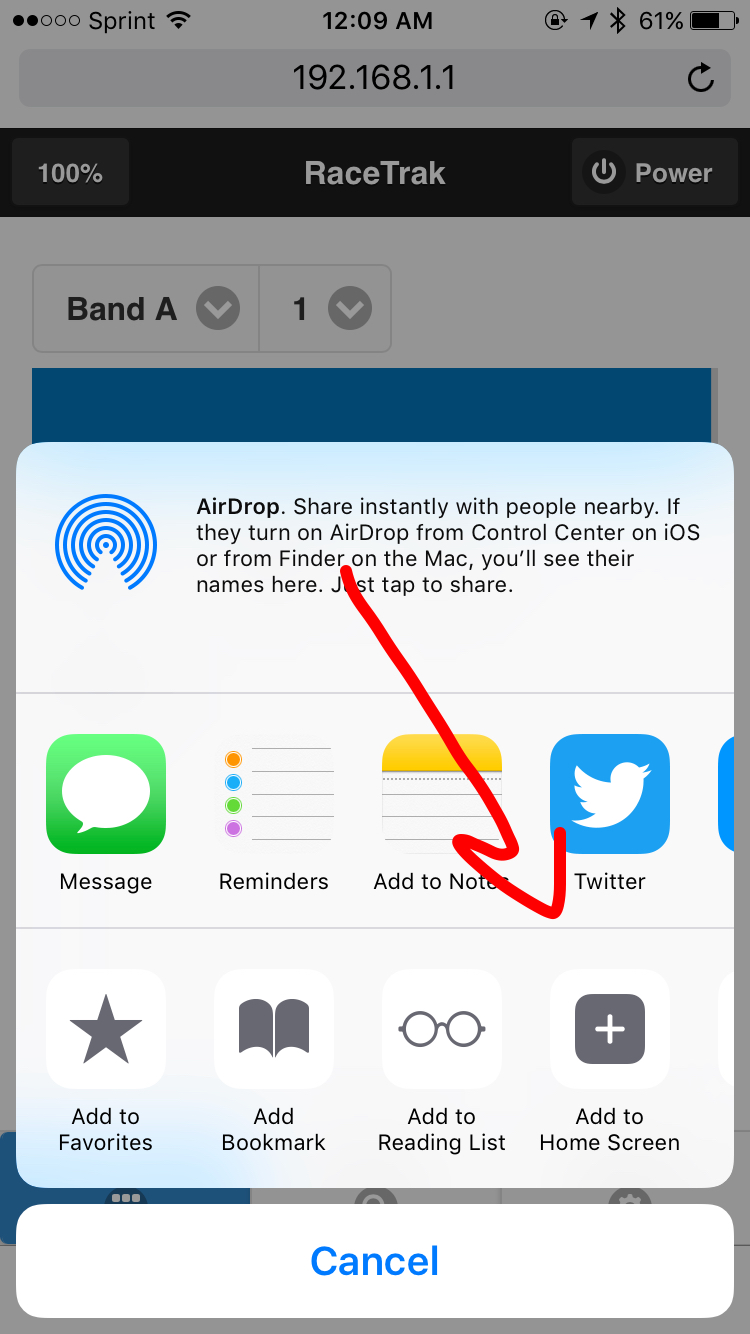 Sprint 12:09 AM 61%
192.168.1.1
100% RaceTrak Power
Band A 1
AirDrop. Share instantly with people nearby. If
they turn on AirDrop from Control Center on iOS
or from Finder on the Mac, you’ll see their
names here. Just tap to share.
Message Reminders Add to Notes Twitter
Add to Favorites
Add Bookmark
Add to Reading List
Add to Home Screen
Cancel